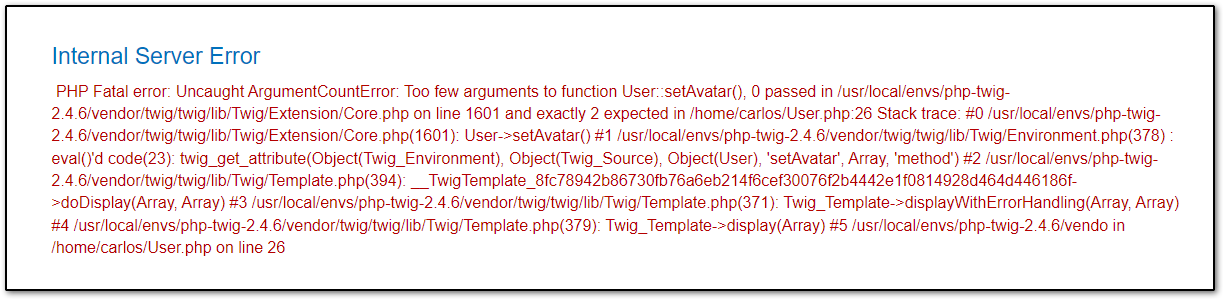 Internal Server Error
PHP Fatal error: Uncaught ArgumentCountError: Too few arguments to function User::setAvatar(), 0 passed in /usr/local/envs/php-twig-
2.4.6/vendor/twig/twig/lib/Twig/Extension/Core.php on line 1601 and exactly 2 expected in /home/carlos/User.php:26 Stack trace: #0 /usr/local/envs/php-twig-
2.4.6/vendor/twig/twig/lib/Twig/Extension/Core.php(1601): User->setAvatar() #1 /usr/local/envs/php-twig-2.4.6/vendor/twig/twig/lib/Twig/Environment.php(378) :
eval()'d code(23): twig_get_attribute(Object(Twig_Environment), Object(Twig_Source), Object(User), 'setAvatar', Array, 'method') #2 /usr/local/envs/php-twig-
2.4.6/vendor/twig/twig/lib/Twig/Template.php(394): __TwigTemplate_8fc78942b86730fb76a6eb214f6cef30076f2b4442e1f0814928d464d446186f-
>doDisplay(Array, Array) #3 /usr/local/envs/php-twig-2.4.6/vendor/twig/twig/lib/Twig/Template.php(371): Twig_Template->displayWithErrorHandling(Array, Array)
#4 /usr/local/envs/php-twig-2.4.6/vendor/twig/twig/lib/Twig/Template.php(379): Twig_Template->display(Array) #5 /usr/local/envs/php-twig-2.4.6/vendo in
/home/carlos/User.php on line 26